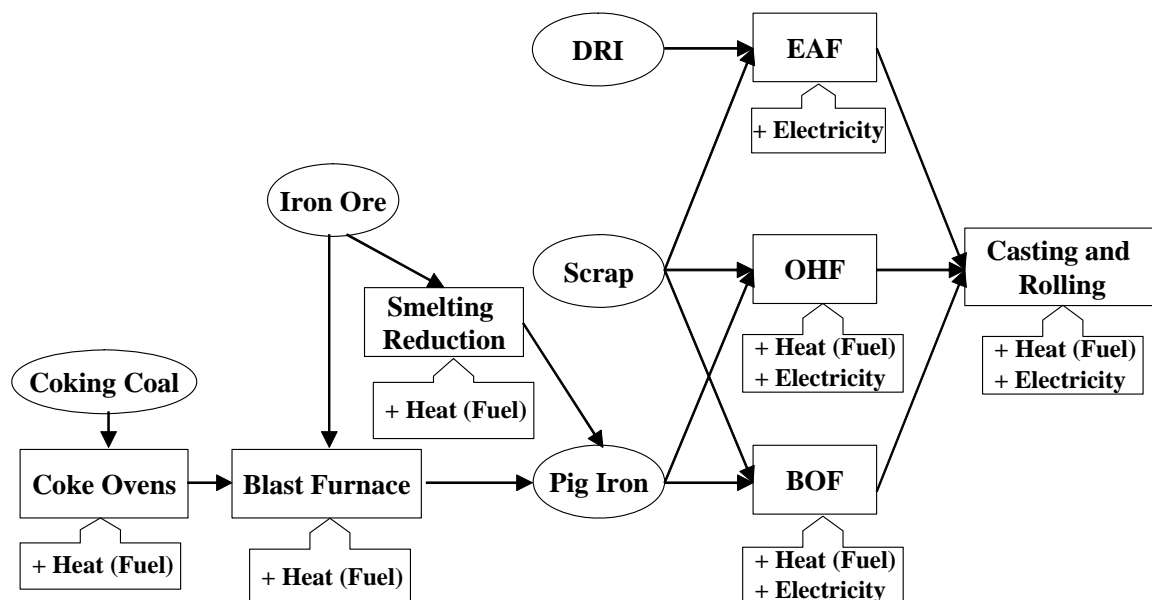 DRI
EAF
+ Electricity
Iron Ore
Scrap
OHF
Casting and
Rolling
Smelting
Reduction
+ Heat (Fuel)
+ Electricity
+ Heat (Fuel)
+ Electricity
Coking Coal
+ Heat (Fuel)
Coke Ovens
Blast Furnace
Pig Iron
BOF
+ Heat (Fuel)
+ Heat (Fuel)
+ Heat (Fuel)
+ Electricity